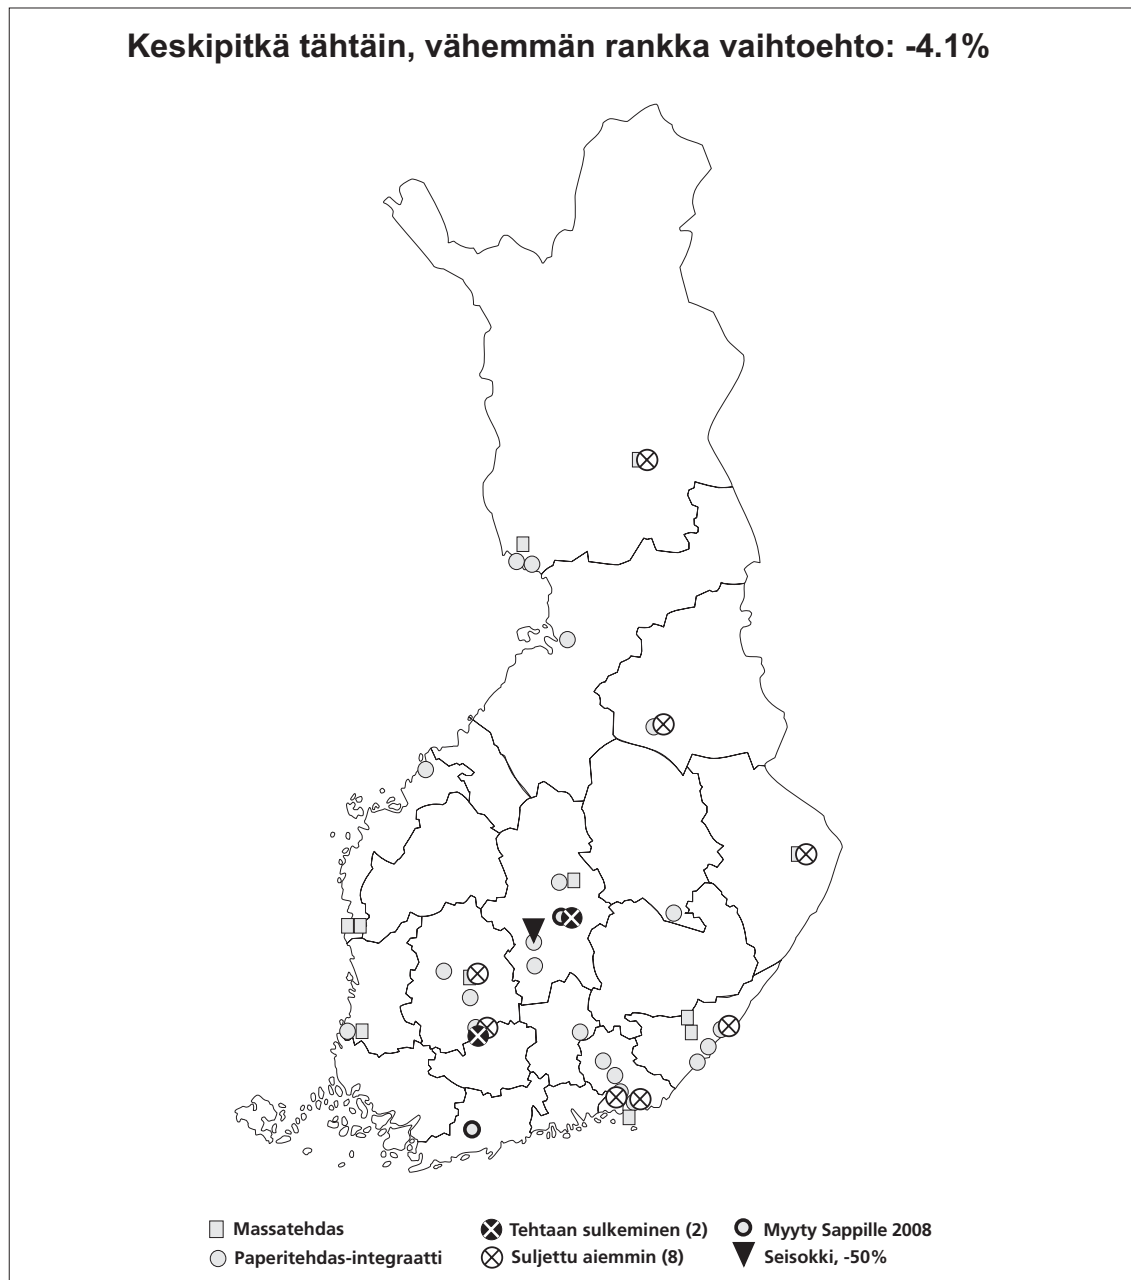 Keskipitkä tähtäin, vähemmän rankka vaihtoehto: -4.1%
Massatehdas
Paperitehdas-integraatti
Tehtaan sulkeminen (2)
Suljettu aiemmin (8)
Myyty Sappille 2008
Seisokki, -50%